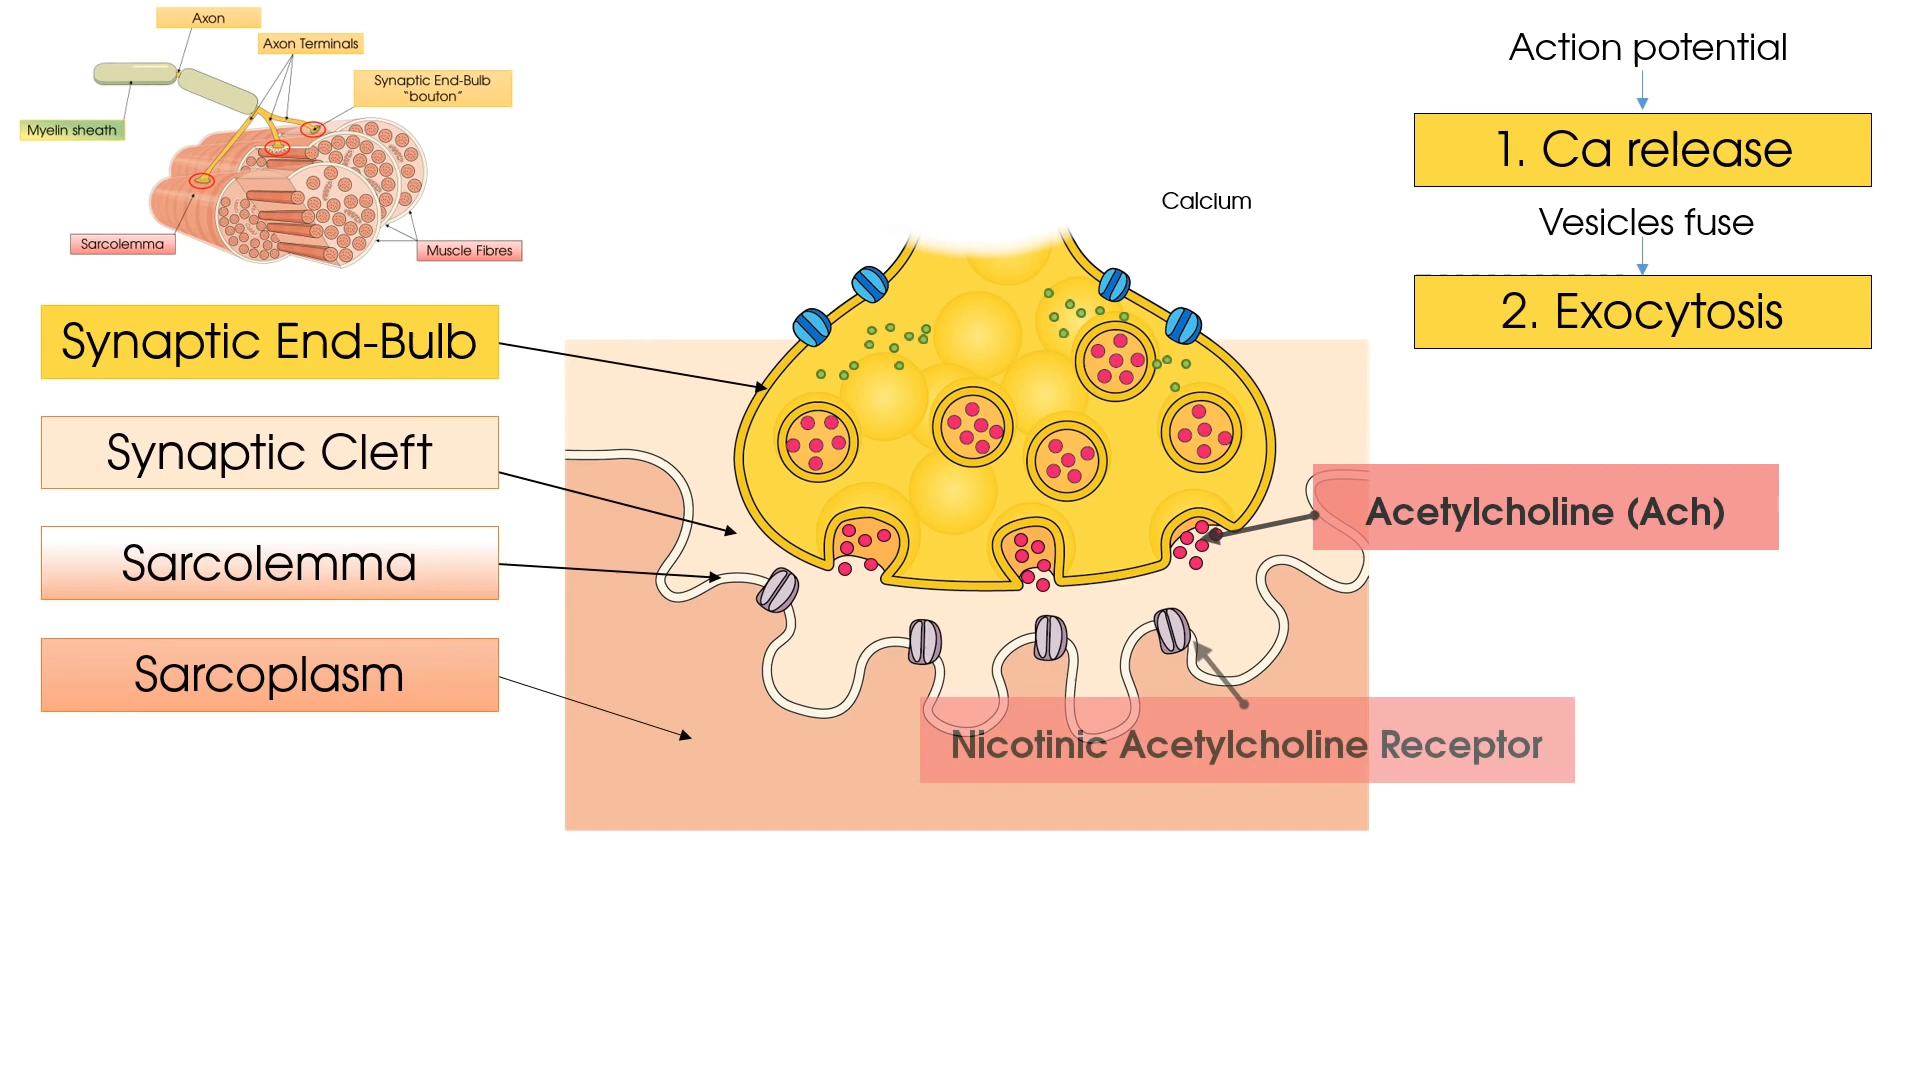 Axon
Axon Terminals
Synaptic End-Bulb
“bouton”
Myelin sheath
Sarcolemma
Muscle Fibres
Synaptic End-Bulb
Synaptic Cleft
Sarcolemma
Sarcoplasm
Calcium
Action potential
1. Ca release
Vesicles fuse
2. Exocytosis
Acetylcholine (Ach)
Nicotinic Acetylcholine Receptor